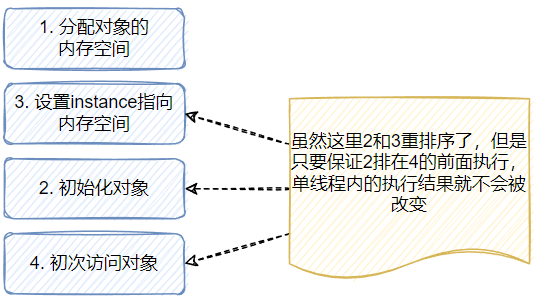 1. 分配对象的
内存空间
3. 设置instance指向
内存空间
2. 初始化对象
4. 初次访问对象
虽然这里2和3重排序了，但是
只要保证2排在4的前面执行，
单线程内的执行结果就不会被
改变